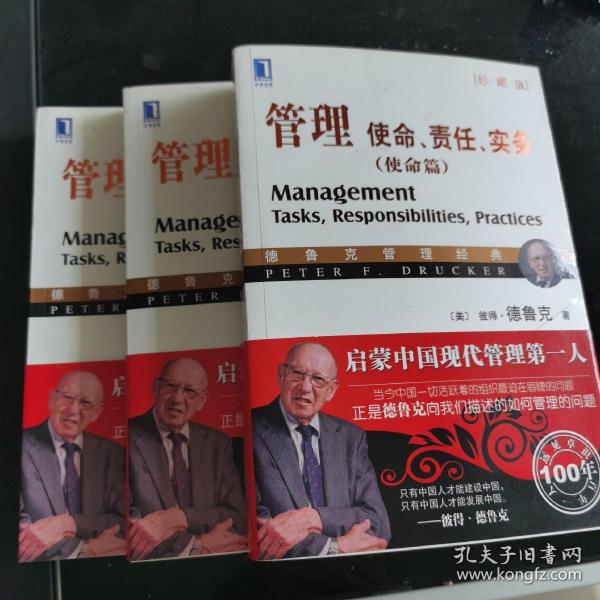 [珍·藏 版]
管理 使命、责任、实务
(使命篇)
Management
Tasks, Responsibilities, Practices
德鲁克管理经典
PETER F. DRUCKER
〔美〕 彼得·德鲁克 著
启蒙中国现代管理第一人
当今中国一切活跃着的组织最迫在眉睫的问题
正是德鲁克向我们描述的如何管理的问题
100年
只有中国人才能建设中国,
只有中国人才能发展中国。
——彼得·德鲁克
管理
Manag
Tasks, Res
德鲁克
PETER
启
正是
管理
Manag
Tasks, R
德鲁
PETER
启
正
孔夫子旧书网
www.kongfz.com